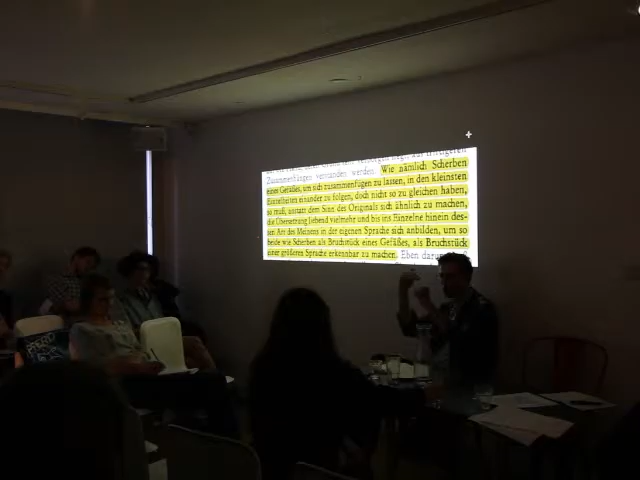 Zusammenhängen verstanden werden. Wie nämlich Scherben
eines Gefäßes, um sich zusammenfügen zu lassen, in den kleinsten
Einzelheiten einander zu folgen, doch nicht so zu gleichen haben,
so muß, anstatt dem Sinn des Originals sich ähnlich zu machen,
die Übersetzung liebend vielmehr und bis ins Einzelne hinein des-
sen Art des Meinens in der eigenen Sprache sich anbilden, um so
beide wie Scherben als Bruchstück eines Gefäßes, als Bruchstück
einer größeren Sprache erkennbar zu machen. Eben